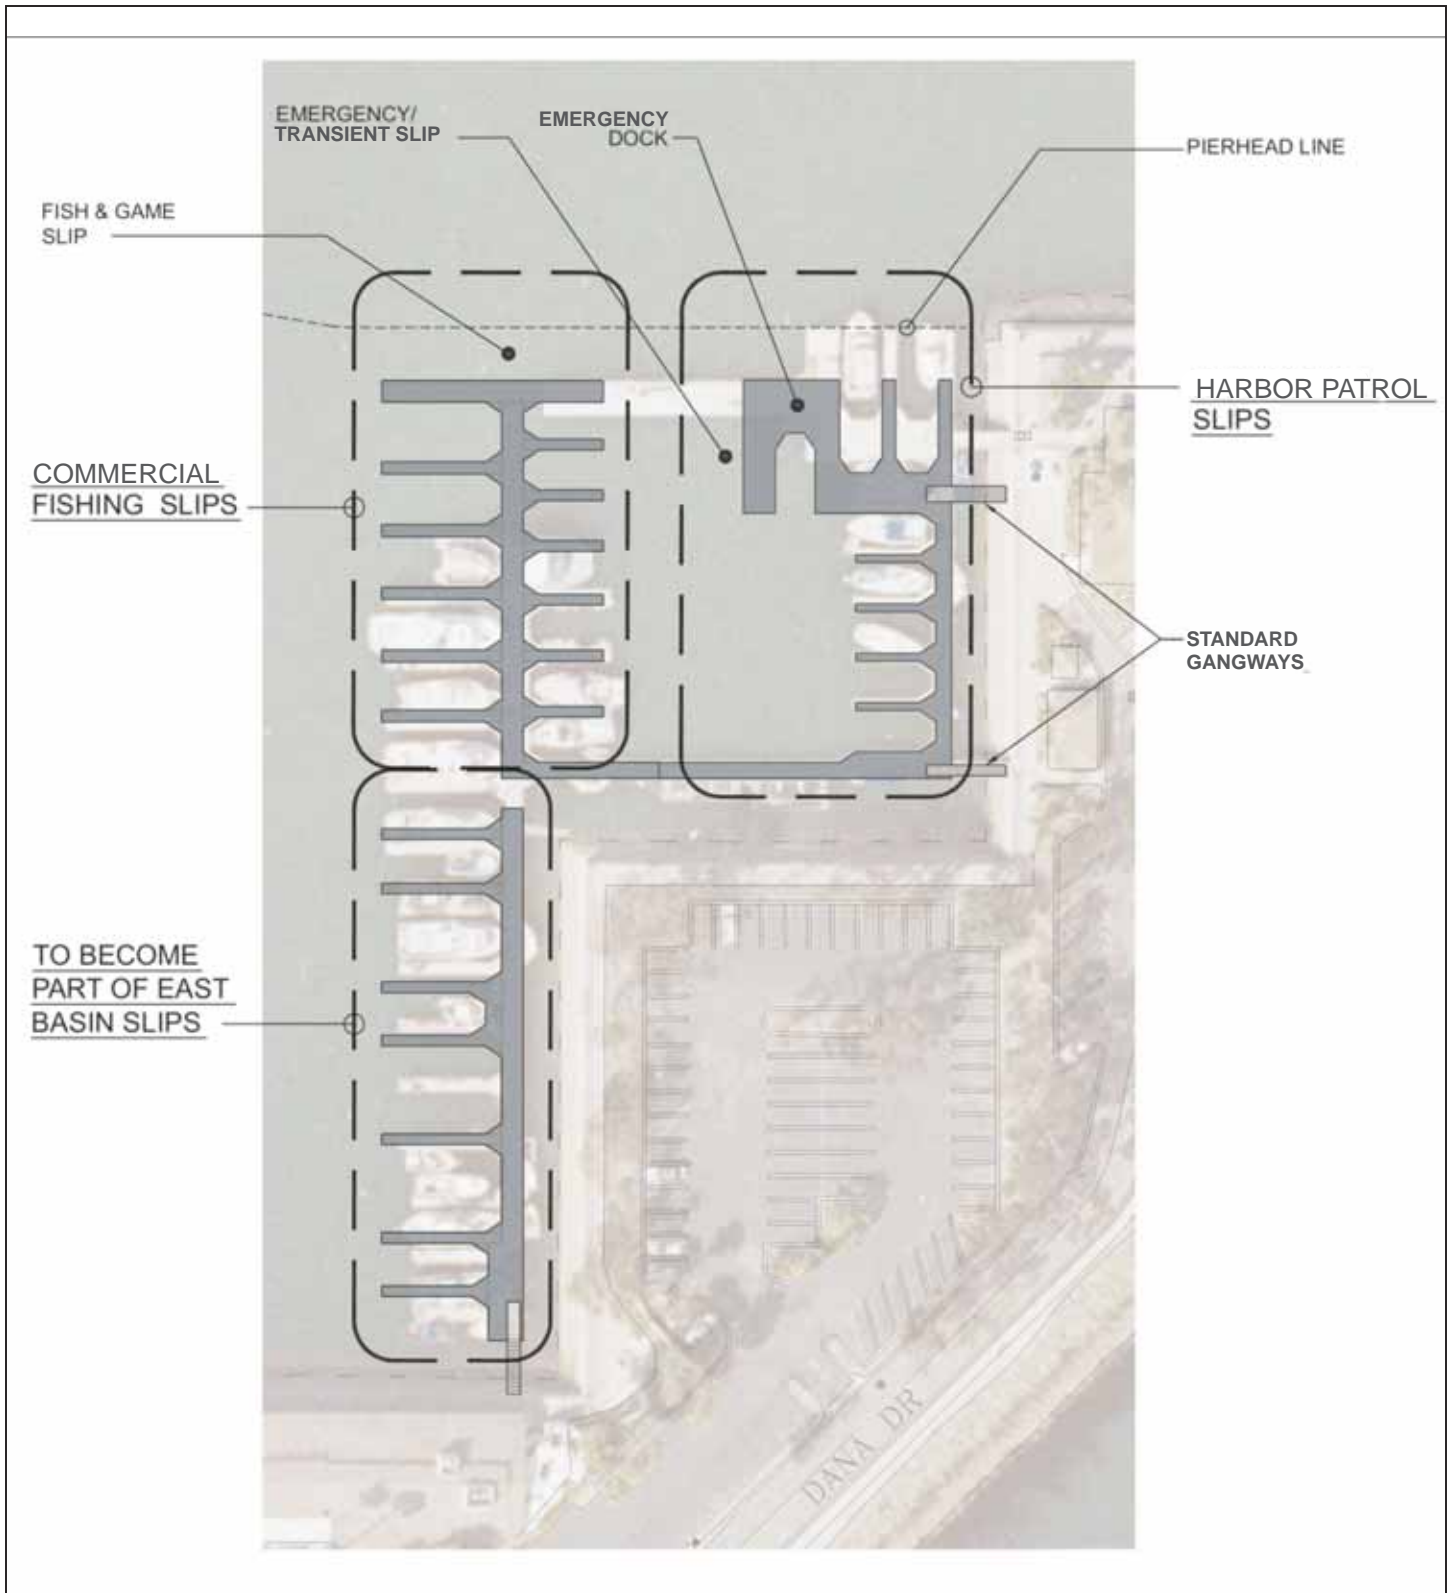 EMERGENCY/
TRANSIENT SLIP
EMERGENCY
DOCK
PIERHEAD LINE
FISH & GAME
SLIP
HARBOR PATROL
SLIPS
COMMERCIAL
FISHING SLIPS
STANDARD
GANGWAYS
TO BECOME
PART OF EAST
BASIN SLIPS
DANA DR